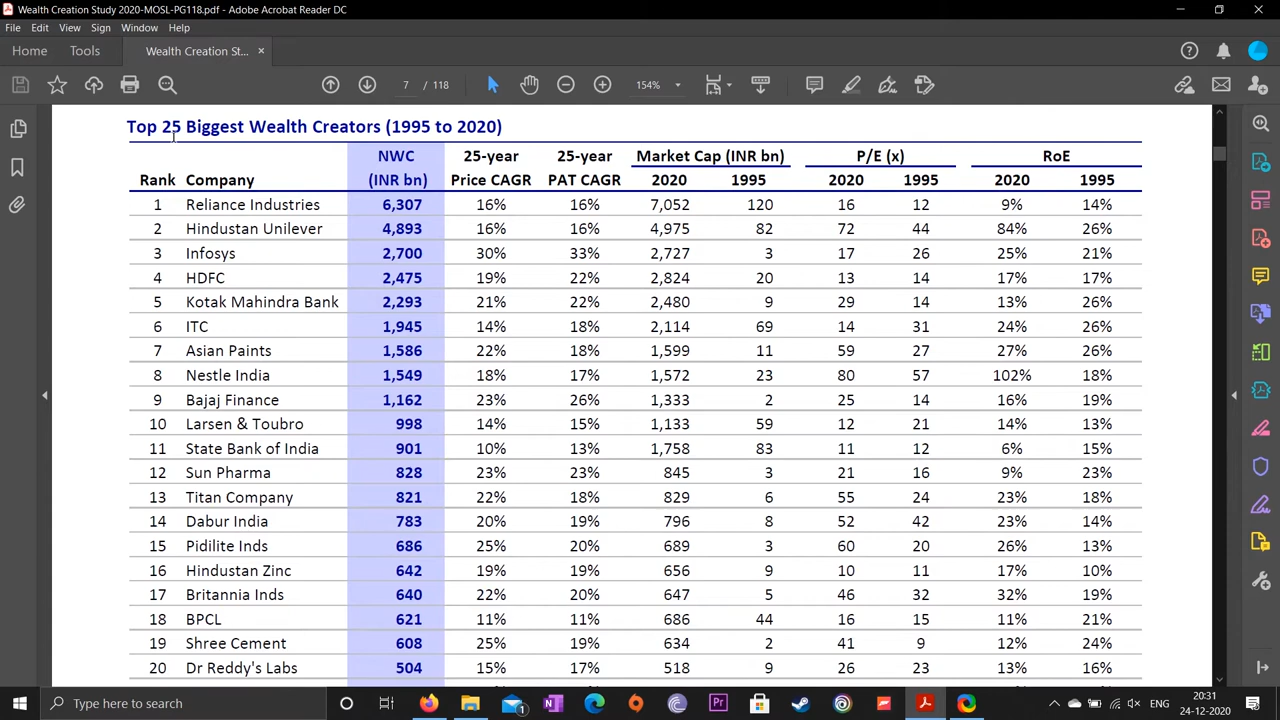 Wealth Creation Study 2020-MOSL-PG118.pdf - Adobe Acrobat Reader DC
File Edit View Sign Window Help
Home Tools Wealth Creation St... ×
7 / 118 154%
Top 25 Biggest Wealth Creators (1995 to 2020)
NWC 25-year 25-year Market Cap (INR bn) P/E (x) RoE
Rank Company (INR bn) Price CAGR PAT CAGR 2020 1995 2020 1995 2020 1995
1 Reliance Industries 6,307 16% 16% 7,052 120 16 12 9% 14%
2 Hindustan Unilever 4,893 16% 16% 4,975 82 72 44 84% 26%
3 Infosys 2,700 30% 33% 2,727 3 17 26 25% 21%
4 HDFC 2,475 19% 22% 2,824 20 13 14 17% 17%
5 Kotak Mahindra Bank 2,293 21% 22% 2,480 9 29 14 13% 26%
6 ITC 1,945 14% 18% 2,114 69 14 31 24% 26%
7 Asian Paints 1,586 22% 18% 1,599 11 59 27 27% 26%
8 Nestle India 1,549 18% 17% 1,572 23 80 57 102% 18%
9 Bajaj Finance 1,162 23% 26% 1,333 2 25 14 16% 19%
10 Larsen & Toubro 998 14% 15% 1,133 59 12 21 14% 13%
11 State Bank of India 901 10% 13% 1,758 83 11 12 6% 15%
12 Sun Pharma 828 23% 23% 845 3 21 16 9% 23%
13 Titan Company 821 22% 18% 829 6 55 24 23% 18%
14 Dabur India 783 20% 19% 796 8 52 42 23% 14%
15 Pidilite Inds 686 25% 20% 689 3 60 20 26% 13%
16 Hindustan Zinc 642 19% 19% 656 9 10 11 17% 10%
17 Britannia Inds 640 22% 20% 647 5 46 32 32% 19%
18 BPCL 621 11% 11% 686 44 16 15 11% 21%
19 Shree Cement 608 25% 19% 634 2 41 9 12% 24%
20 Dr Reddy's Labs 504 15% 17% 518 9 26 23 13% 16%
Type here to search 1 Pr ENG 20:31
24-12-2020